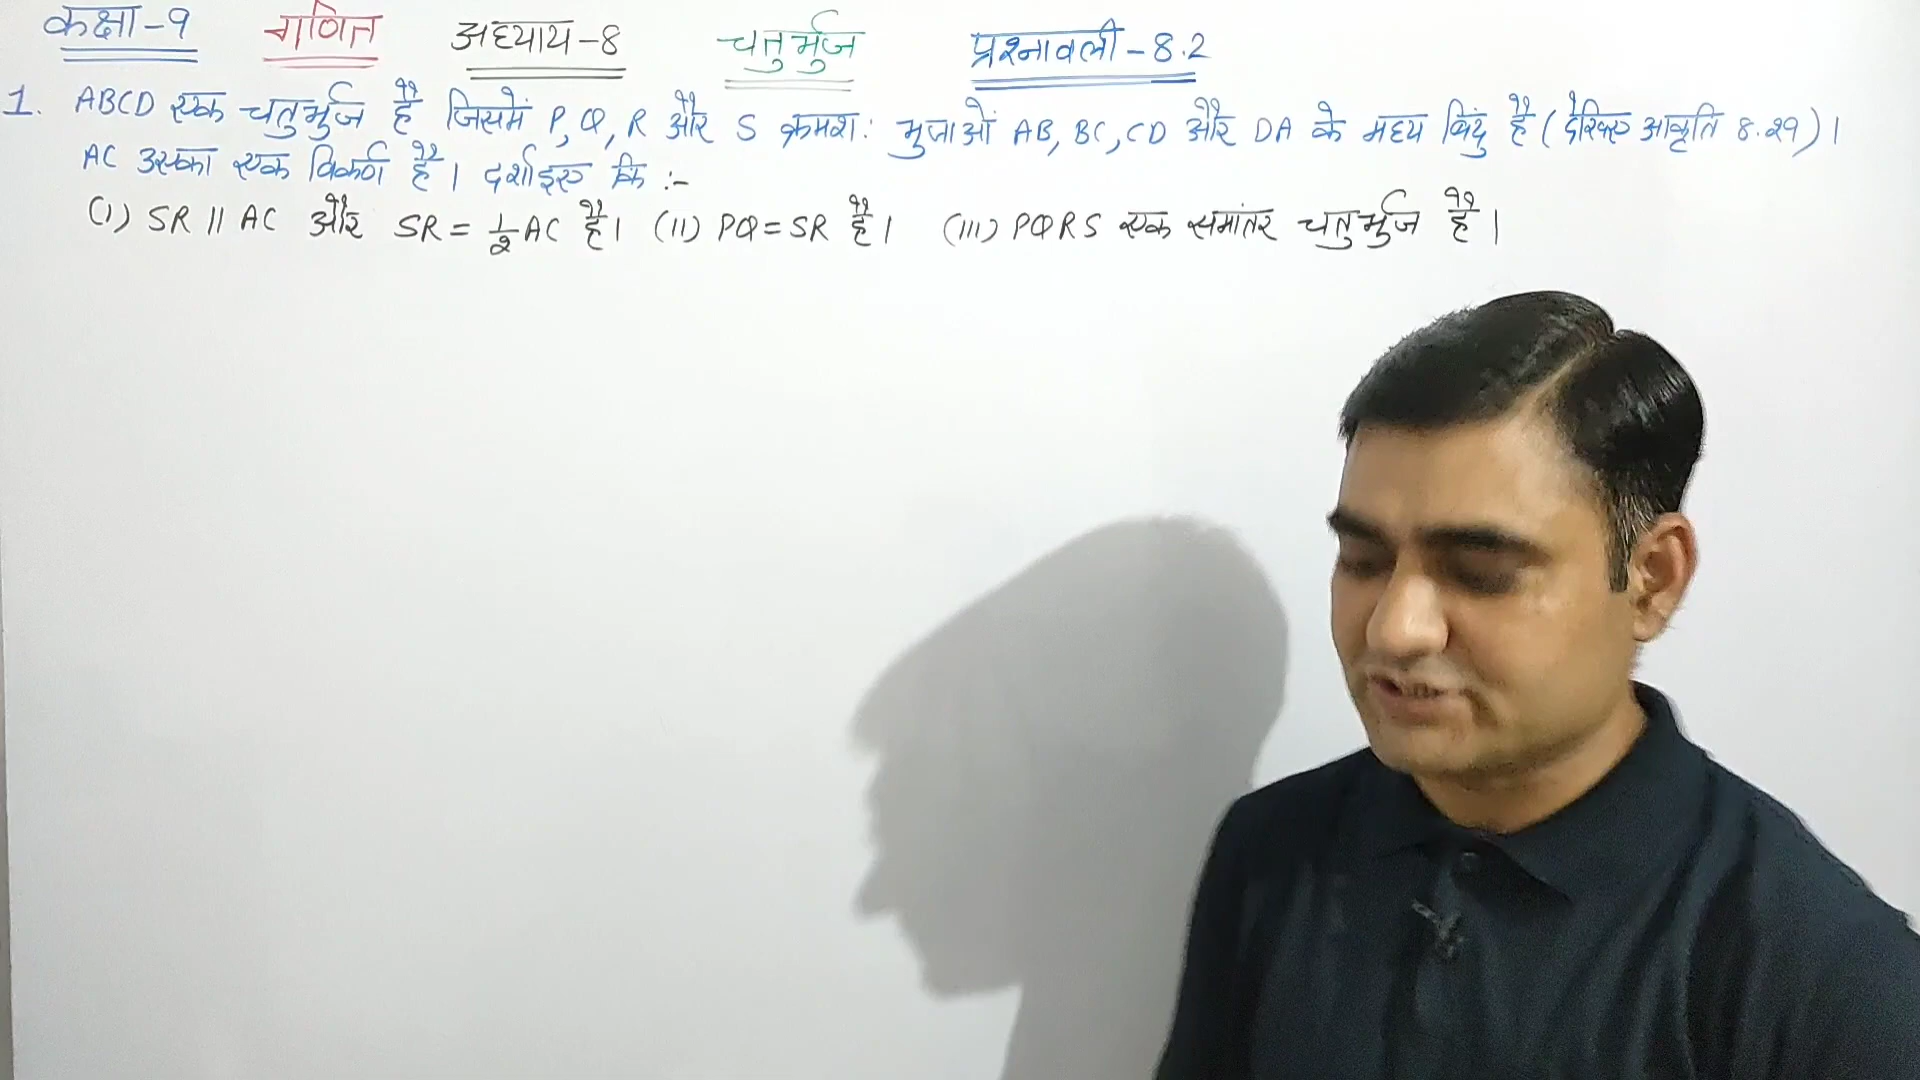 कक्षा-9 गणित अध्याय-8 चतुर्भुज प्रश्नावली-8.2
1. ABCD एक चतुर्भुज है जिसमें P, Q, R और S क्रमश: भुजाओं AB, BC, CD और DA के मध्य बिंदु है (देखिए आकृति 8.29)।
AC उसका एक विकर्ण है। दर्शाइए कि :-
(i) SR || AC और SR = 1/2 AC है। (ii) PQ = SR है। (iii) PQRS एक समांतर चतुर्भुज है।